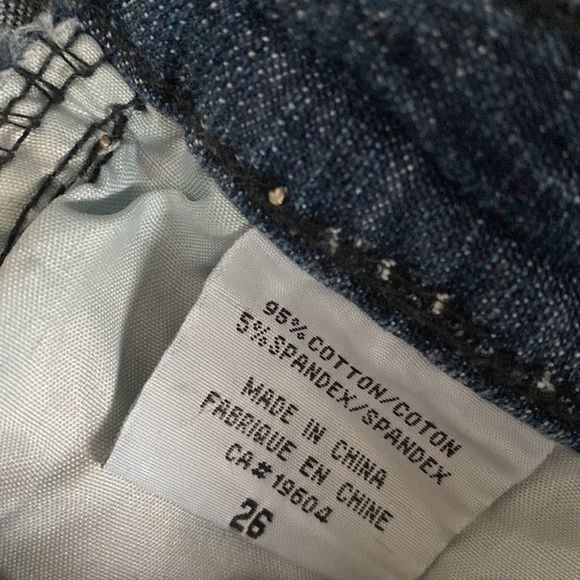 95% COTTON/COTON
5% SPANDEX/SPANDEX
MADE IN CHINA
FABRIQUE EN CHINE
CA#19604
26